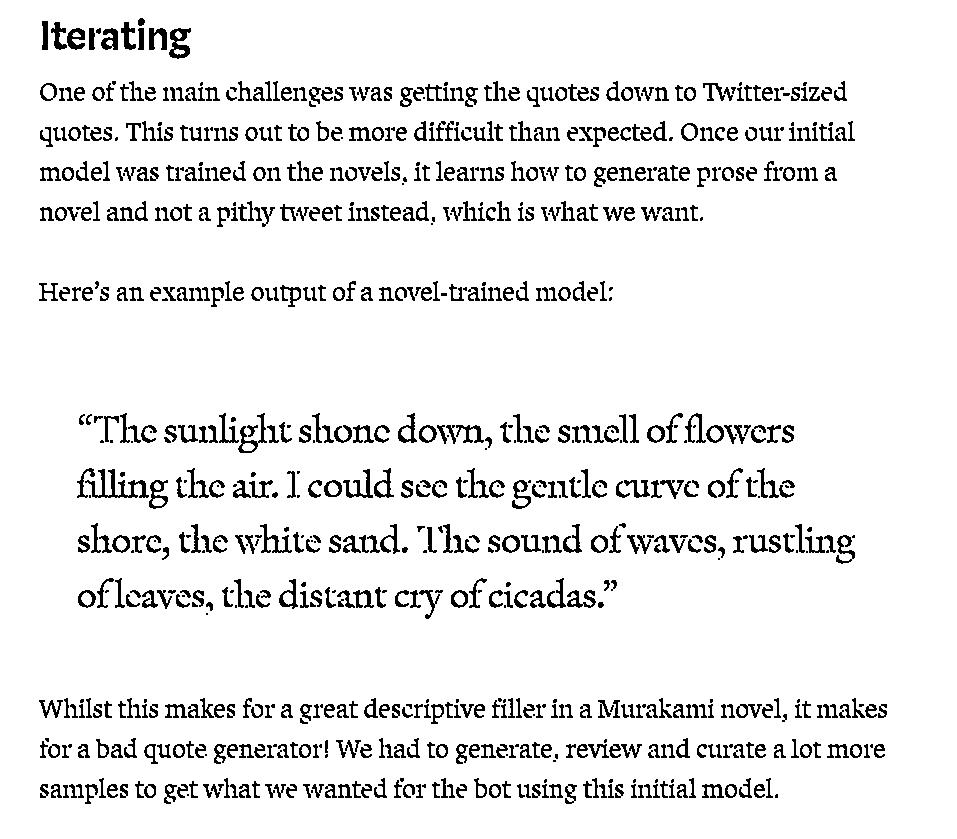 Iterating
One of the main challenges was getting the quotes down to Twitter-sized
quotes. This turns out to be more difficult than expected. Once our initial
model was trained on the novels, it learns how to generate prose from a
novel and not a pithy tweet instead, which is what we want.
Here's an example output of a novel-trained model:
“The sunlight shone down, the smell of flowers
filling the air. I could see the gentle curve of the
shore, the white sand. The sound of waves, rustling
of leaves, the distant cry of cicadas.”
Whilst this makes for a great descriptive filler in a Murakami novel, it makes
for a bad quote generator! We had to generate, review and curate a lot more
samples to get what we wanted for the bot using this initial model.